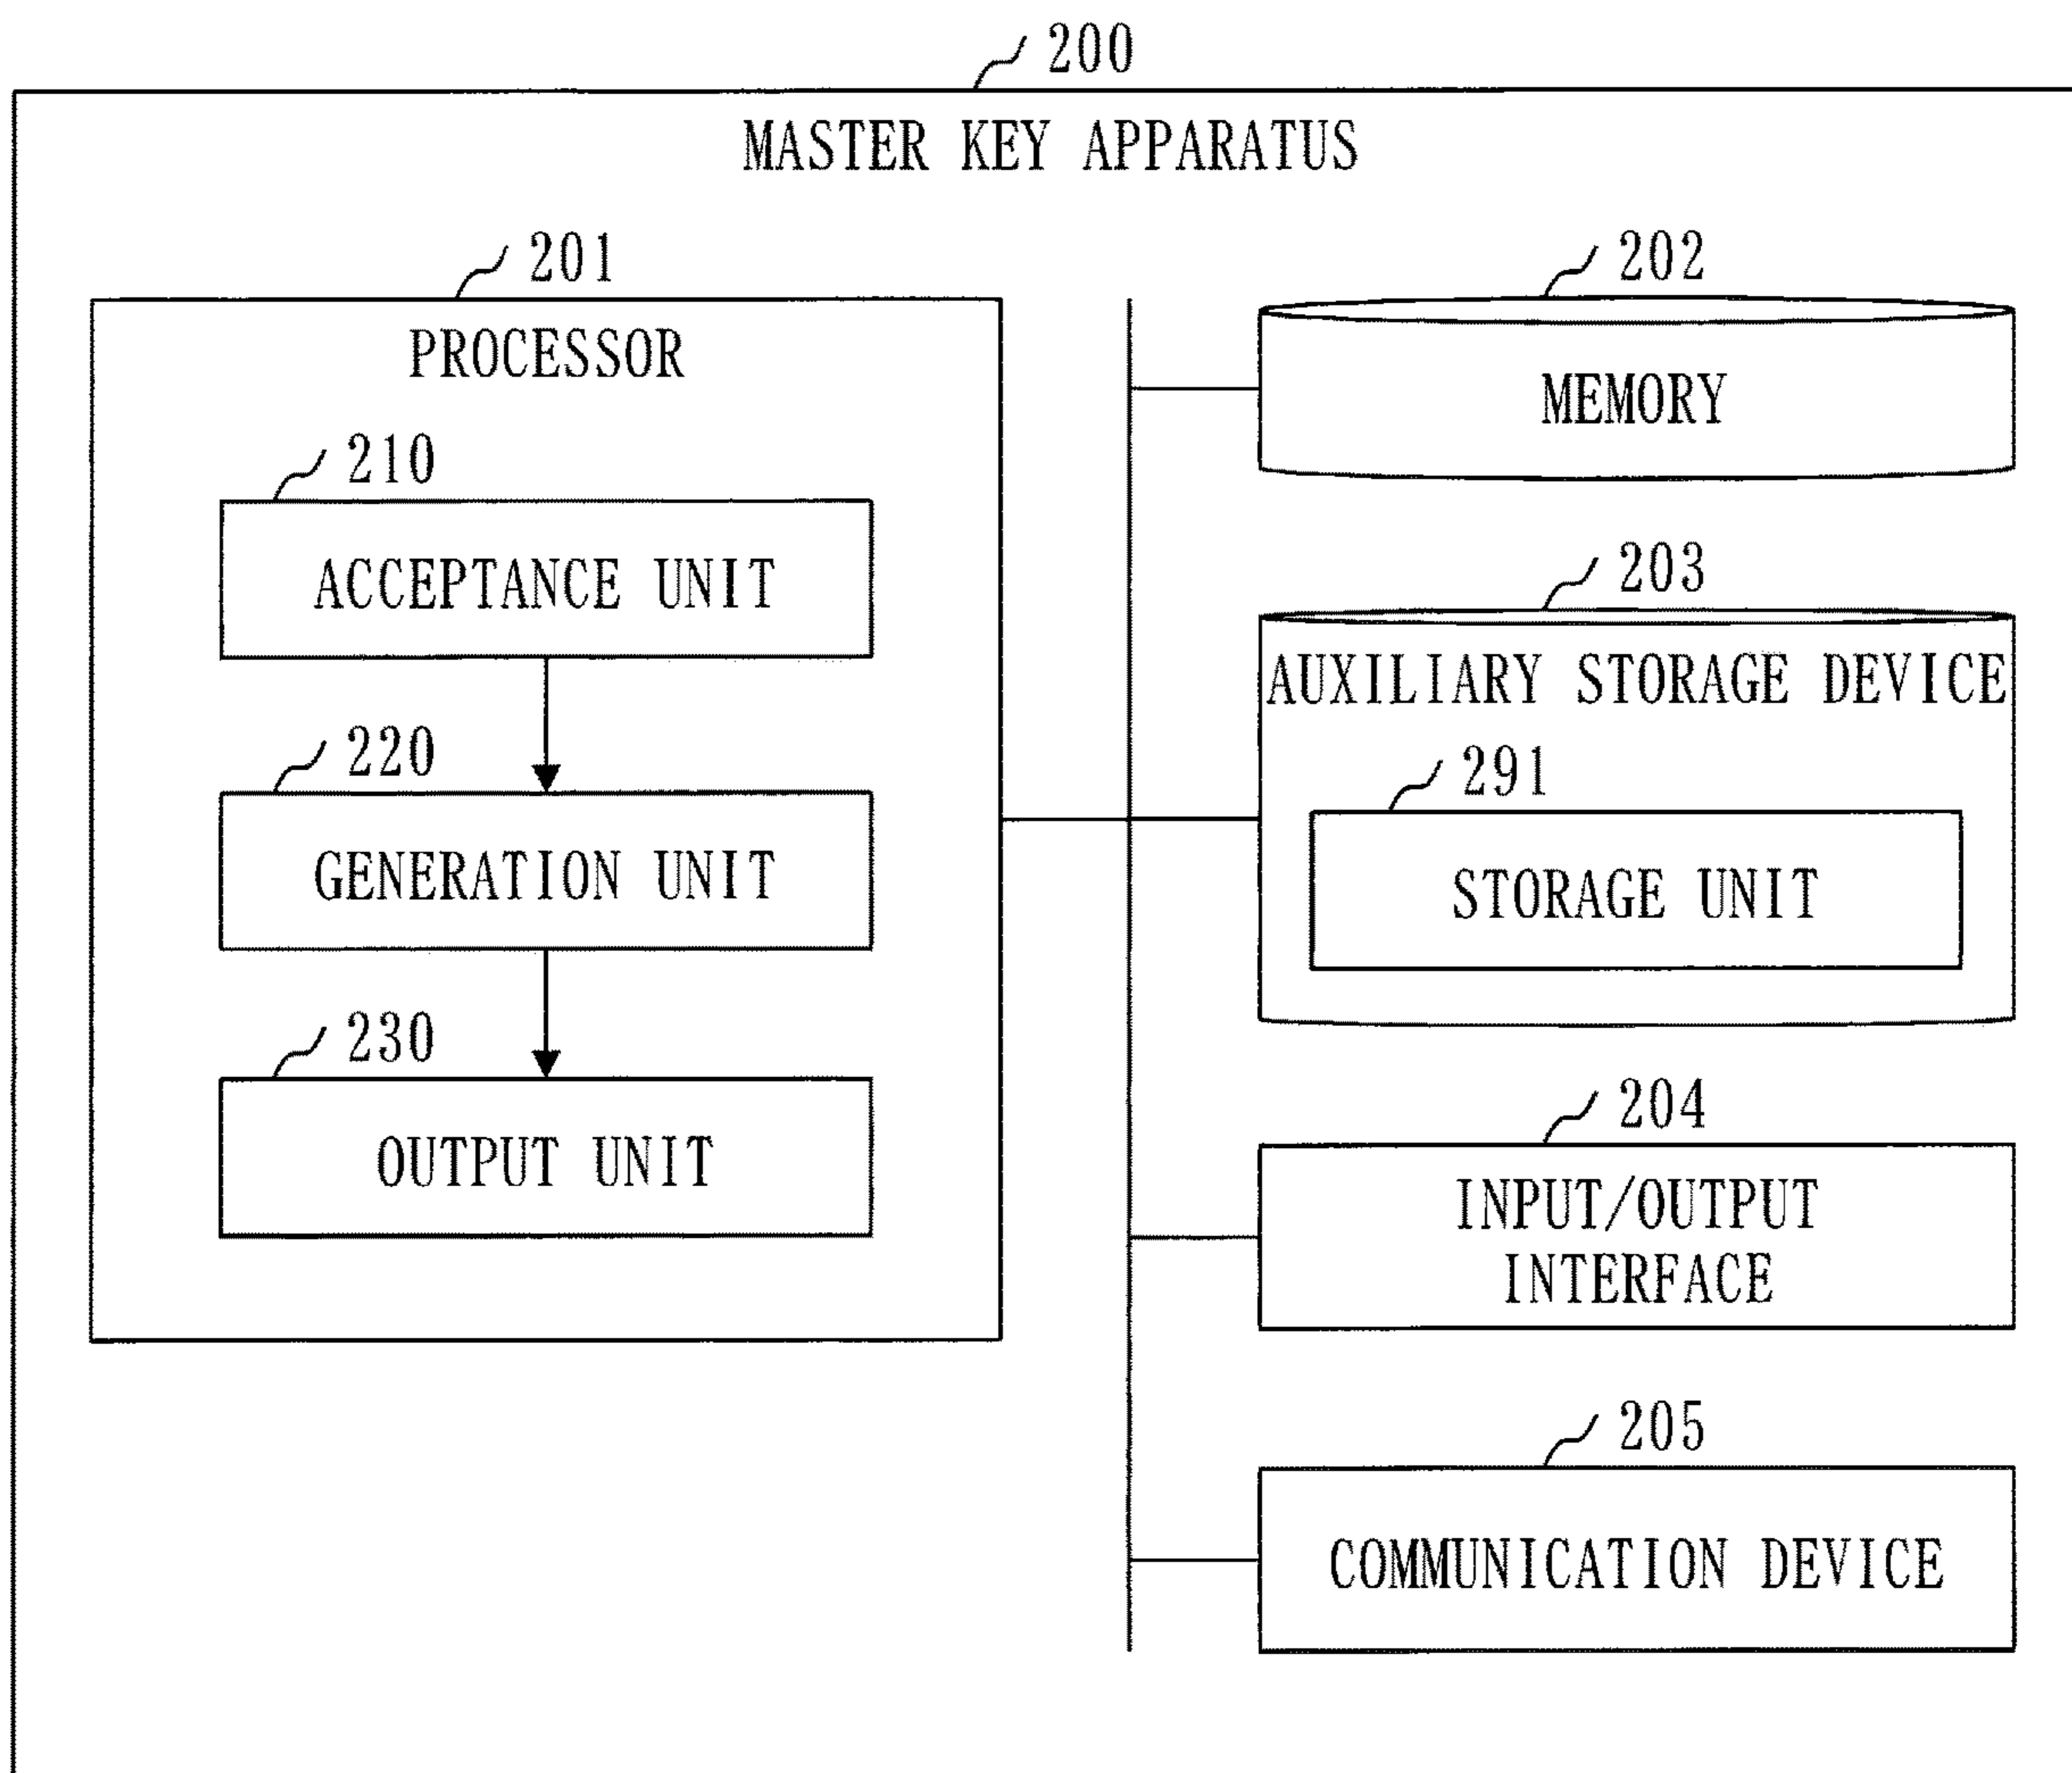 200
MASTER KEY APPARATUS
201
PROCESSOR
210
ACCEPTANCE UNIT
220
GENERATION UNIT
230
OUTPUT UNIT
202
MEMORY
203
AUXILIARY STORAGE DEVICE
291
STORAGE UNIT
204
INPUT/OUTPUT
INTERFACE
205
COMMUNICATION DEVICE